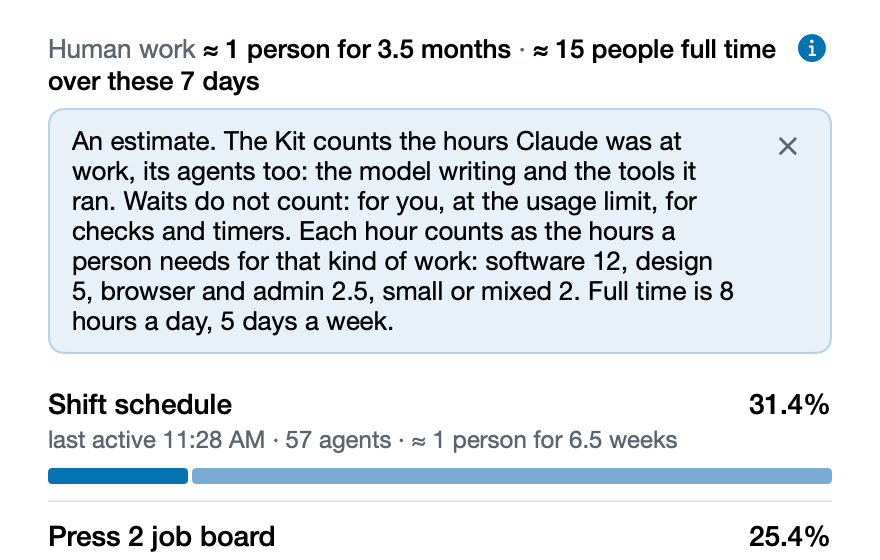 Human work ≈ 1 person for 3.5 months · ≈ 15 people full time
over these 7 days
An estimate. The Kit counts the hours Claude was at
work, its agents too: the model writing and the tools it
ran. Waits do not count: for you, at the usage limit, for
checks and timers. Each hour counts as the hours a
person needs for that kind of work: software 12, design
5, browser and admin 2.5, small or mixed 2. Full time is 8
hours a day, 5 days a week.
Shift schedule 31.4%
last active 11:28 AM · 57 agents · ≈ 1 person for 6.5 weeks
Press 2 job board 25.4%